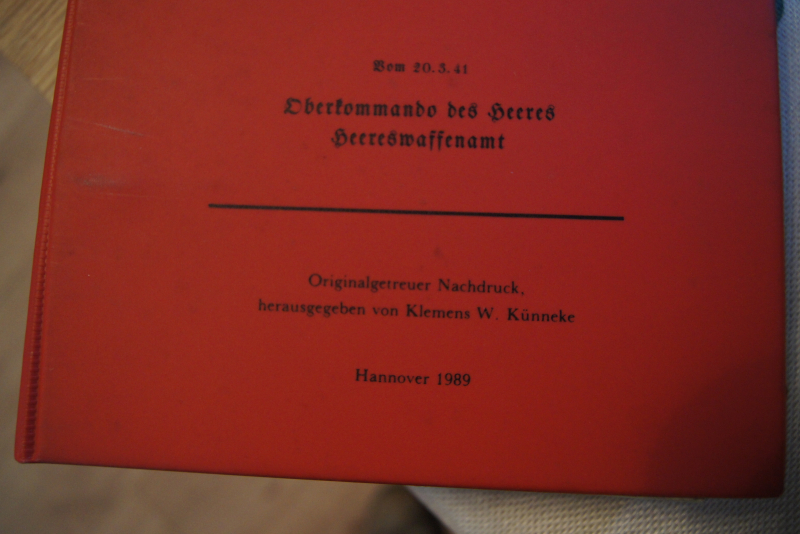 Vom 20.3.41
Oberkommando des Heeres
Heereswaffenamt
Originalgetreuer Nachdruck,
herausgegeben von Klemens W. Künneke
Hannover 1989